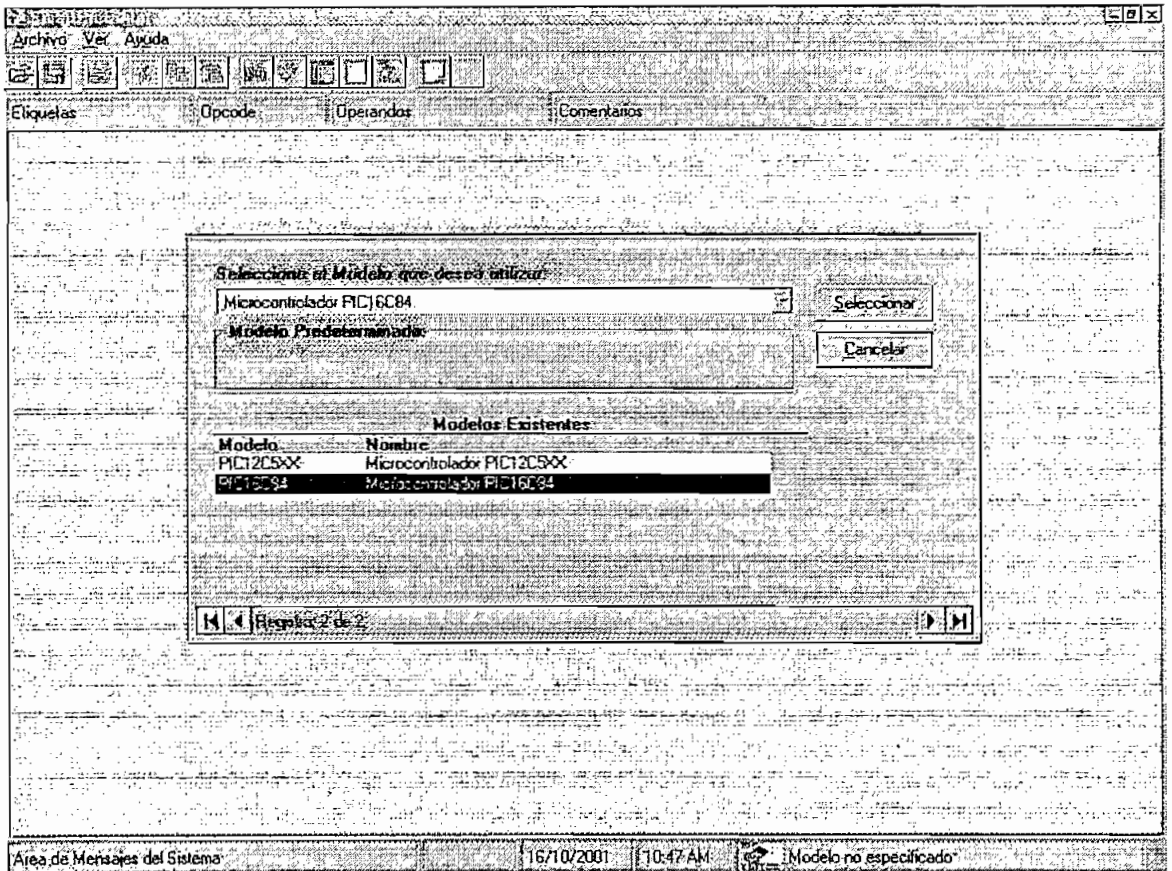 Archivo Ver Ayuda
Etiquetas Opcode Operandos Comentarios
Seleccione el Modelo que desea utilizar:
Microcontrolador PIC16C84
Seleccionar
Modelo Predeterminado:
Cancelar
Modelos Existentes
Modelo Nombre
PIC12C5XX Microcontrolador PIC12C5XX
PIC16C84 Microcontrolador PIC16C84
Registro: 2 de 2
Area de Mensajes del Sistema 16/10/2001 10:47 AM Modelo no especificado